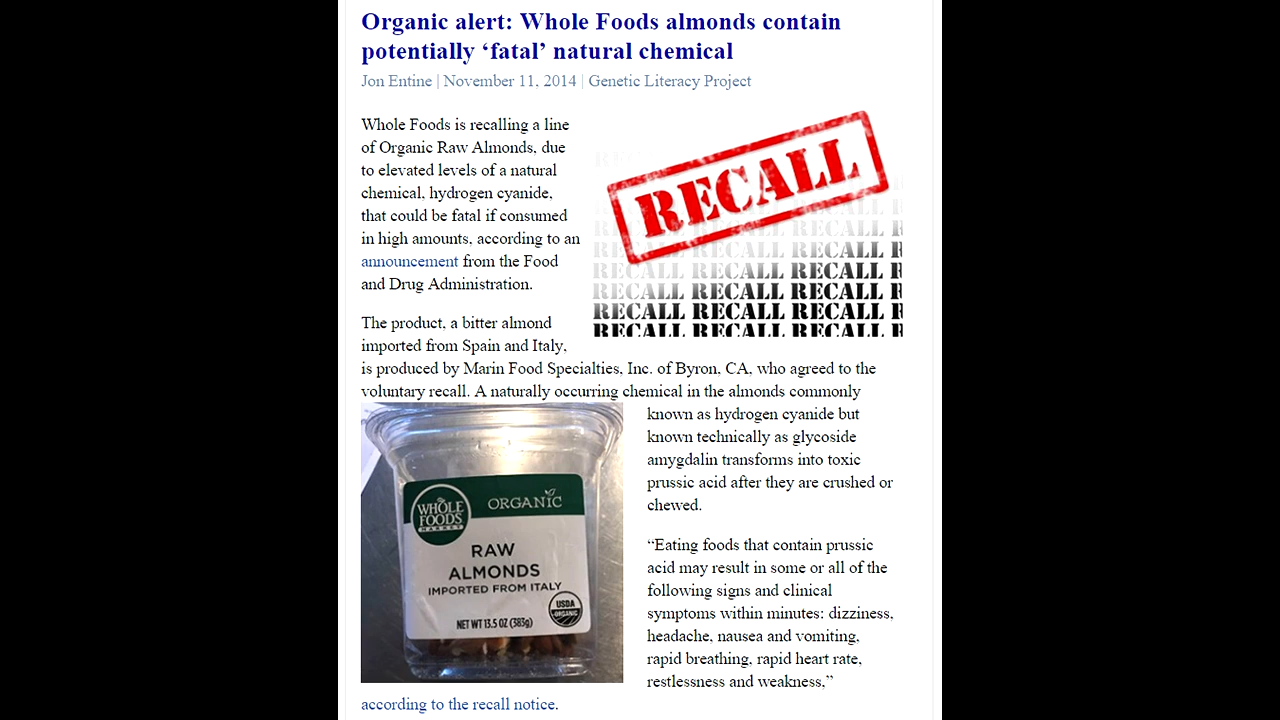 Organic alert: Whole Foods almonds contain
potentially ‘fatal’ natural chemical
Jon Entine | November 11, 2014 | Genetic Literacy Project
Whole Foods is recalling a line
of Organic Raw Almonds, due
to elevated levels of a natural
chemical, hydrogen cyanide,
that could be fatal if consumed
in high amounts, according to an
announcement from the Food
and Drug Administration.
RECALL
RECALL RECALL RECALL R
RECALL RECALL RECALL R
RECALL RECALL RECALL R
RECALL RECALL RECALL R
RECALL RECALL RECALL R
The product, a bitter almond
imported from Spain and Italy,
is produced by Marin Food Specialties, Inc. of Byron, CA, who agreed to the
voluntary recall. A naturally occurring chemical in the almonds commonly
known as hydrogen cyanide but
known technically as glycoside
amygdalin transforms into toxic
prussic acid after they are crushed or
chewed.
WHOLE
FOODS
MARKET
ORGANIC
RAW
ALMONDS
IMPORTED FROM ITALY
USDA
ORGANIC
NET WT 13.5 OZ (383g)
“Eating foods that contain prussic
acid may result in some or all of the
following signs and clinical
symptoms within minutes: dizziness,
headache, nausea and vomiting,
rapid breathing, rapid heart rate,
restlessness and weakness,”
according to the recall notice.